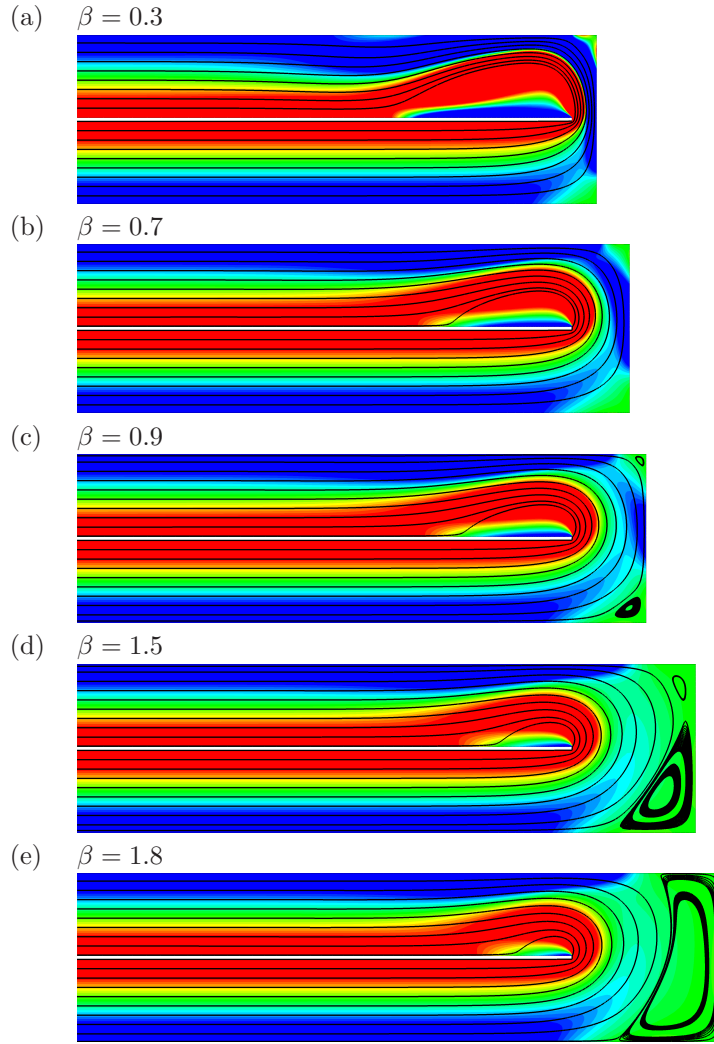 (a) β = 0.3
(b) β = 0.7
(c) β = 0.9
(d) β = 1.5
(e) β = 1.8